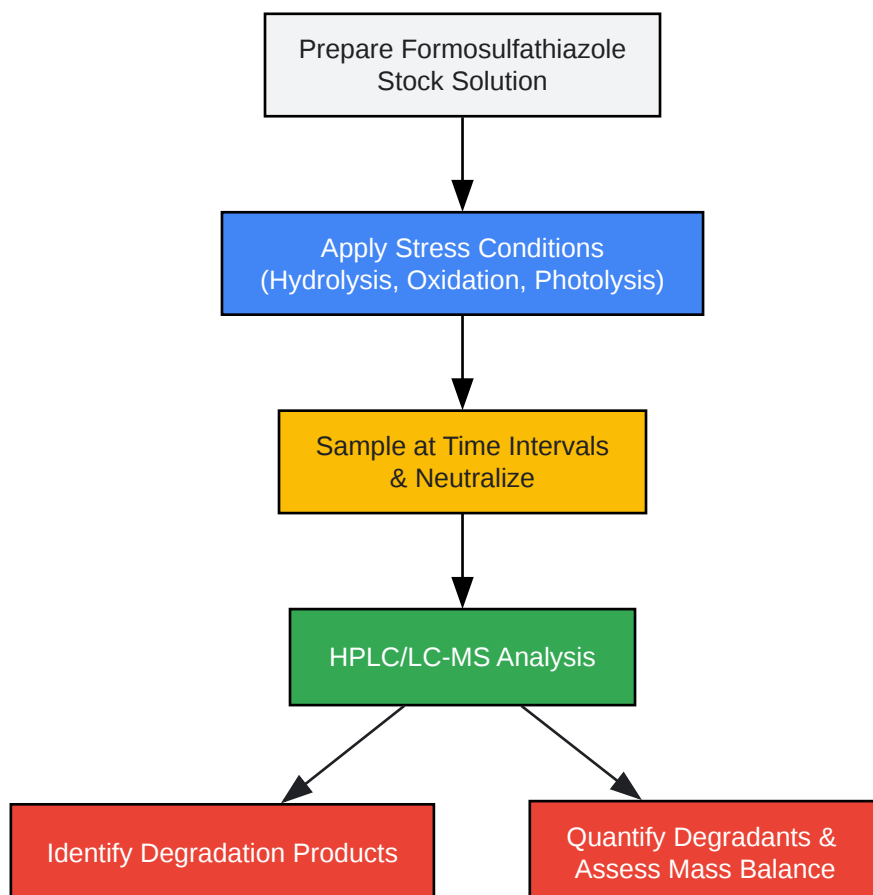 Prepare Formosulfathiazole
Stock Solution
Apply Stress Conditions
(Hydrolysis, Oxidation, Photolysis)
Sample at Time Intervals
& Neutralize
HPLC/LC-MS Analysis
Identify Degradation Products
Quantify Degradants &
Assess Mass Balance